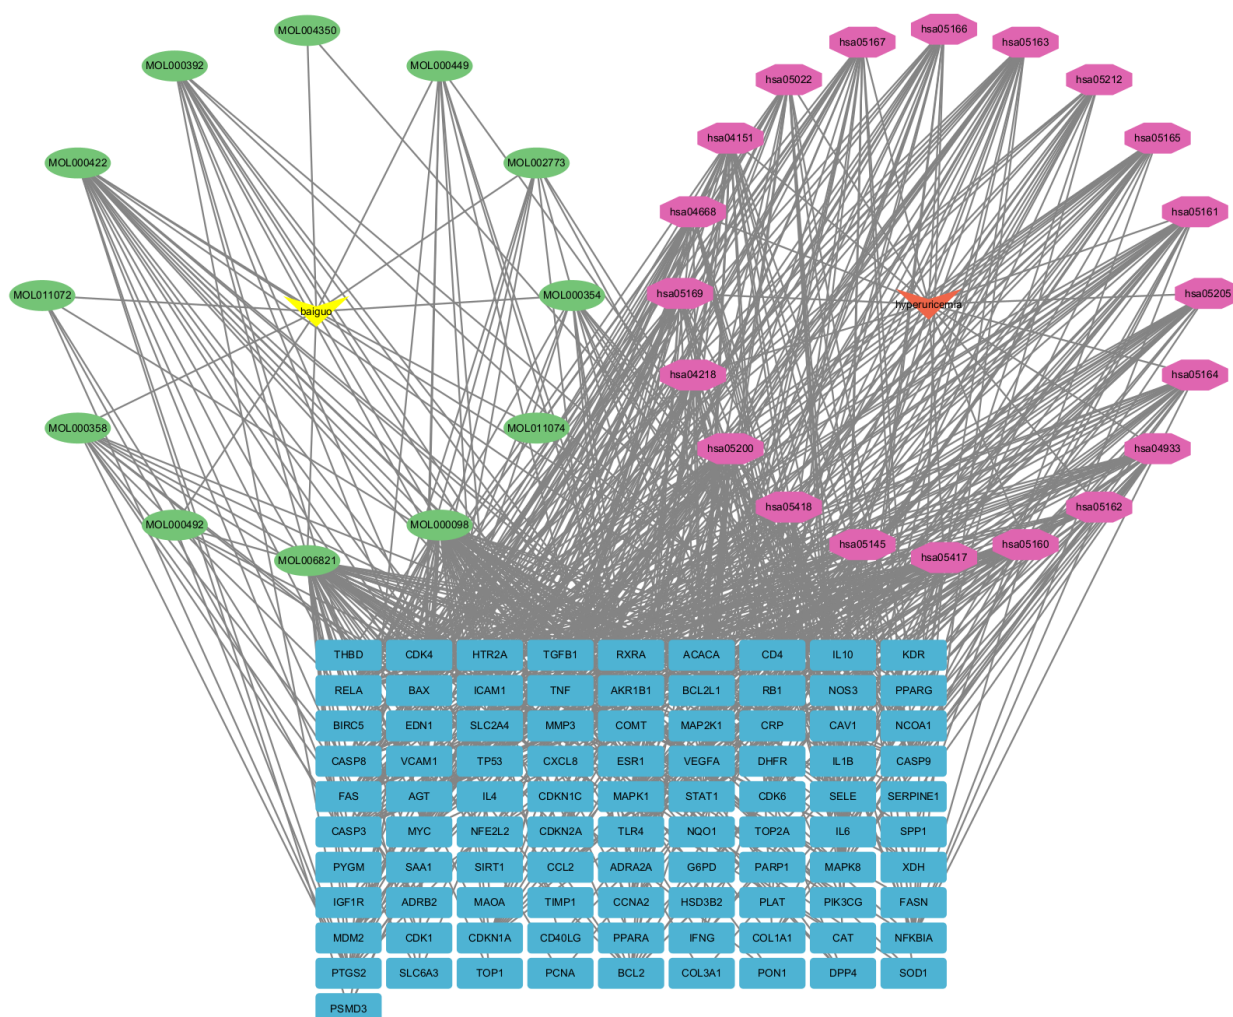 MOL004350
MOL000392
MOL000449
MOL000422
MOL002773
MOL011072
MOL000354
baiguo
MOL000358
MOL011074
MOL000492
MOL000098
MOL006821
hsa05166
hsa05167
hsa05163
hsa05022
hsa05212
hsa04151
hsa05165
hsa04668
hsa05161
hsa05169
hsa05205
hyperuricemia
hsa04218
hsa05164
hsa05200
hsa04933
hsa05418
hsa05162
hsa05145
hsa05160
hsa05417
THBD CDK4 HTR2A TGFB1 RXRA ACACA CD4 IL10 KDR
RELA BAX ICAM1 TNF AKR1B1 BCL2L1 RB1 NOS3 PPARG
BIRC5 EDN1 SLC2A4 MMP3 COMT MAP2K1 CRP CAV1 NCOA1
CASP8 VCAM1 TP53 CXCL8 ESR1 VEGFA DHFR IL1B CASP9
FAS AGT IL4 CDKN1C MAPK1 STAT1 CDK6 SELE SERPINE1
CASP3 MYC NFE2L2 CDKN2A TLR4 NQO1 TOP2A IL6 SPP1
PYGM SAA1 SIRT1 CCL2 ADRA2A G6PD PARP1 MAPK8 XDH
IGF1R ADRB2 MAOA TIMP1 CCNA2 HSD3B2 PLAT PIK3CG FASN
MDM2 CDK1 CDKN1A CD40LG PPARA IFNG COL1A1 CAT NFKBIA
PTGS2 SLC6A3 TOP1 PCNA BCL2 COL3A1 PON1 DPP4 SOD1
PSMD3